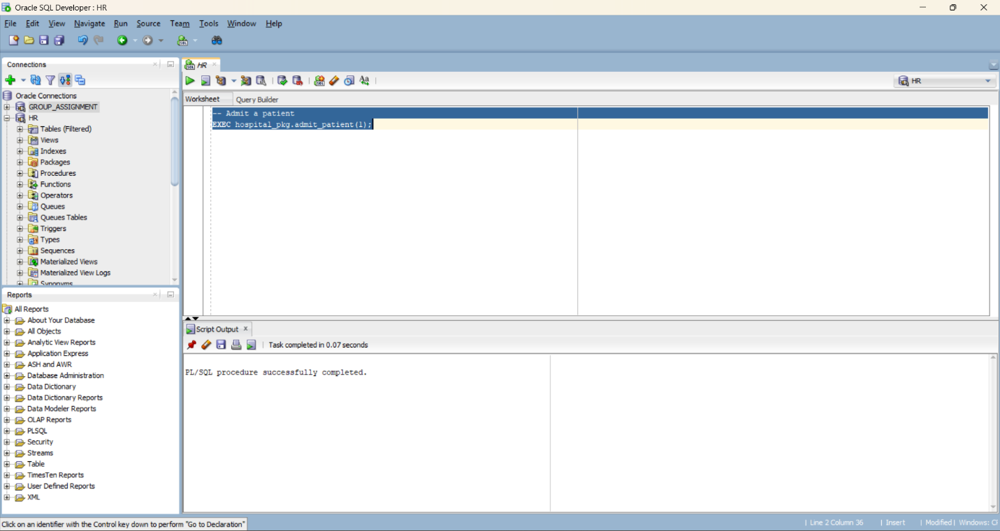 Oracle SQL Developer : HR
File Edit View Navigate Run Source Team Tools Window Help
Connections
Oracle Connections
GROUP_ASSIGNMENT
HR
Tables (Filtered)
Views
Indexes
Packages
Procedures
Functions
Operators
Queues
Queues Tables
Triggers
Types
Sequences
Materialized Views
Materialized View Logs
Synonyms
Reports
All Reports
About Your Database
All Objects
Analytic View Reports
Application Express
ASH and AWR
Database Administration
Data Dictionary
Data Dictionary Reports
Data Modeler Reports
OLAP Reports
PLSQL
Security
Streams
Table
TimesTen Reports
User Defined Reports
XML
HR
HR
Worksheet Query Builder
-- Admit a patient
EXEC hospital_pkg.admit_patient(1);
Script Output
Task completed in 0.07 seconds
PL/SQL procedure successfully completed.
Click on an identifier with the Control key down to perform "Go to Declaration"
| Line 2 Column 36 | Insert | Modified | Windows: